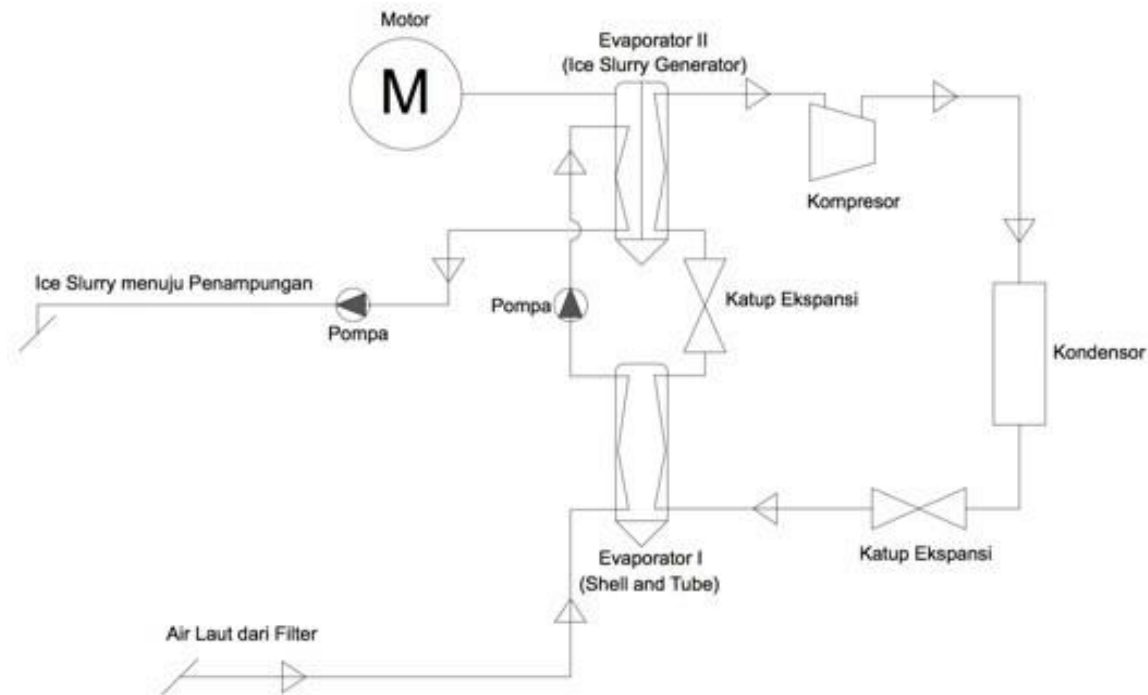 Motor
M
Evaporator II
(Ice Slurry Generator)
Kompresor
Ice Slurry menuju Penampungan
Pompa
Pompa
Katup Ekspansi
Kondensor
Katup Ekspansi
Evaporator I
(Shell and Tube)
Air Laut dari Filter